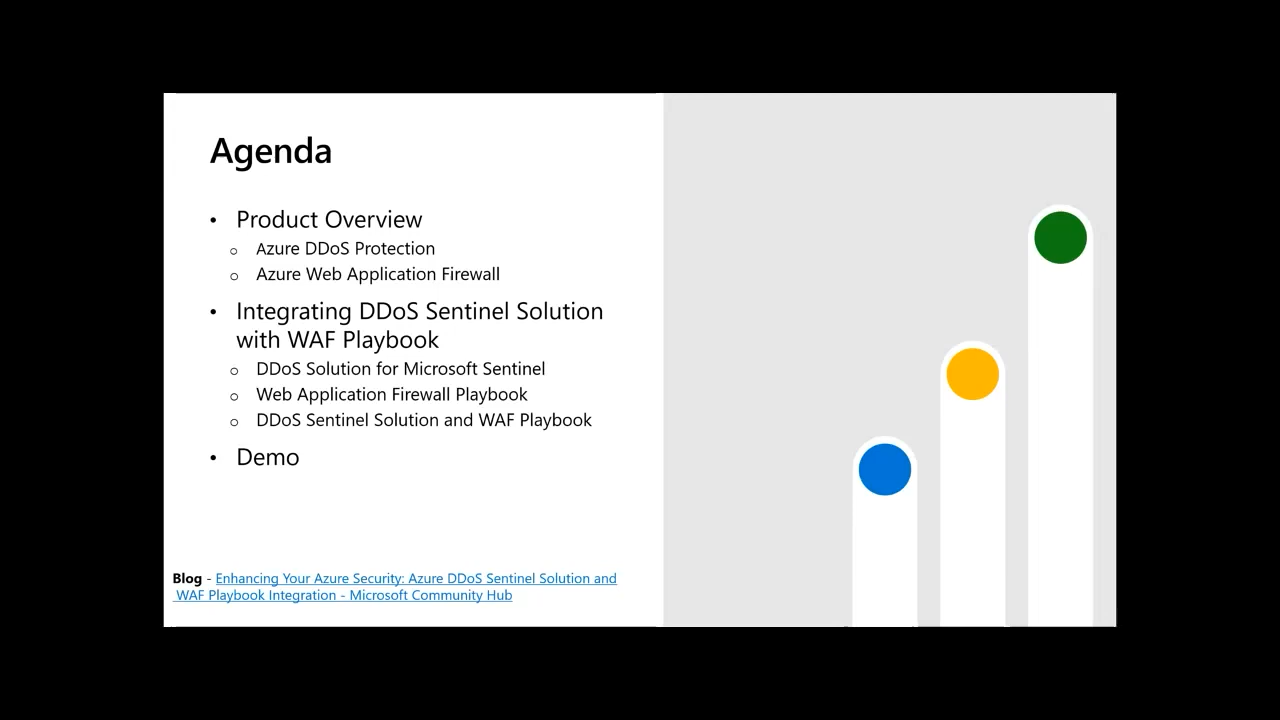 Agenda
• Product Overview
o Azure DDoS Protection
o Azure Web Application Firewall
• Integrating DDoS Sentinel Solution
with WAF Playbook
o DDoS Solution for Microsoft Sentinel
o Web Application Firewall Playbook
o DDoS Sentinel Solution and WAF Playbook
• Demo
Blog - Enhancing Your Azure Security: Azure DDoS Sentinel Solution and
WAF Playbook Integration - Microsoft Community Hub